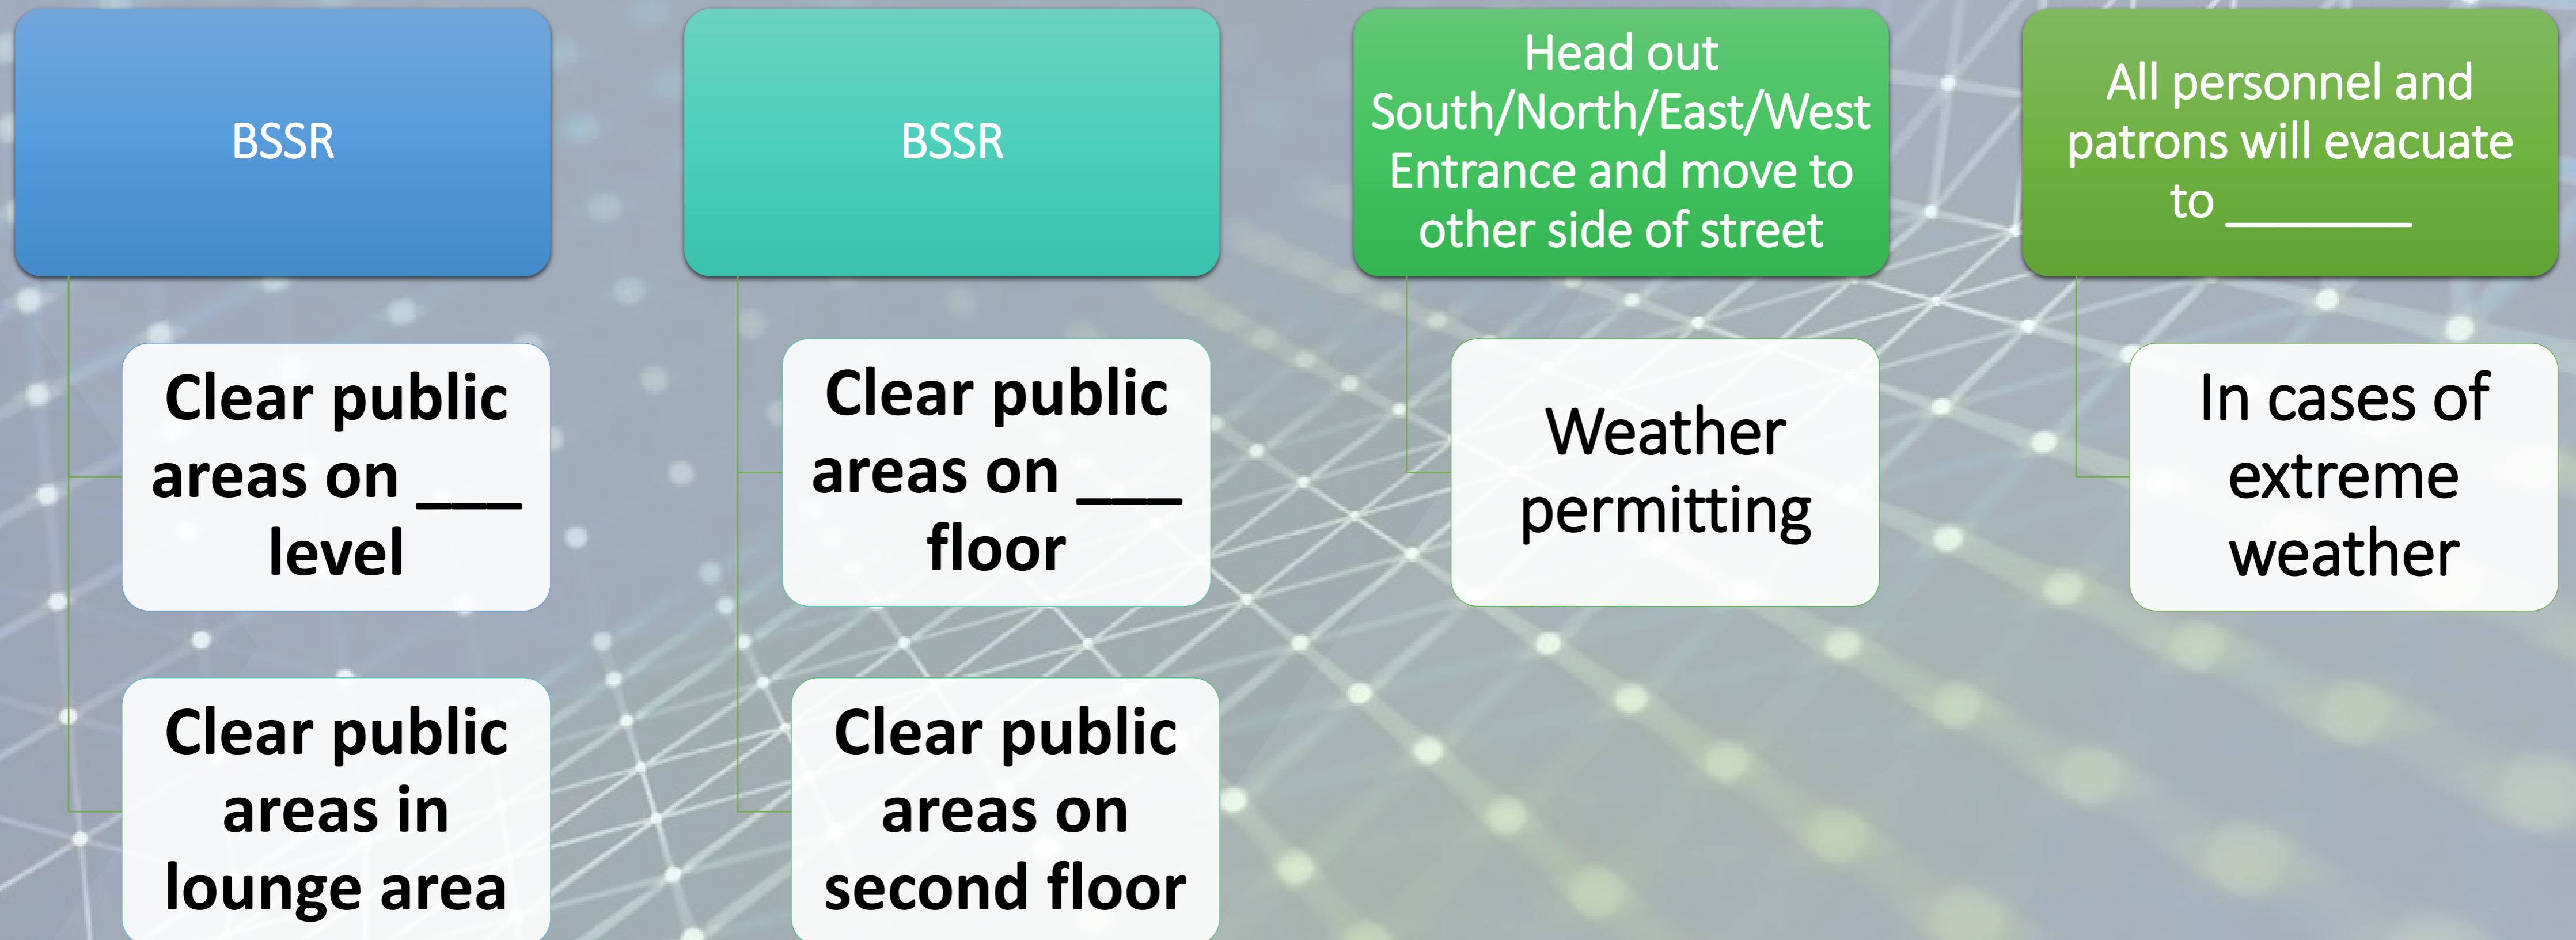 BSSR
Clear public
areas on ___
level
Clear public
areas in
lounge area
BSSR
Clear public
areas on ___
floor
Clear public
areas on
second floor
Head out
South/North/East/West
Entrance and move to
other side of street
Weather
permitting
All personnel and
patrons will evacuate
to ________
In cases of
extreme
weather